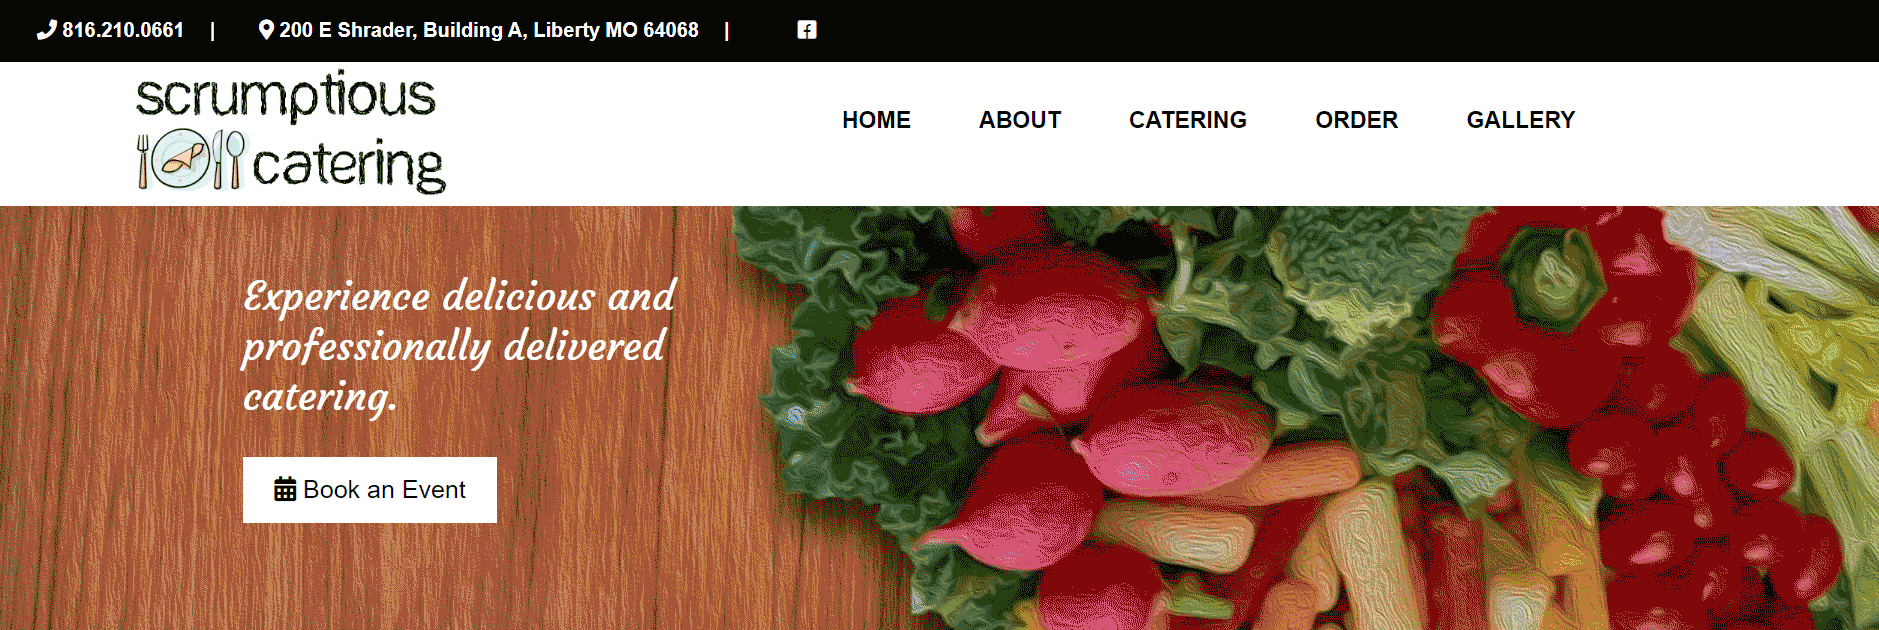 816.210.0661 | 200 E Shrader, Building A, Liberty MO 64068 |
scrumptious
catering
HOME ABOUT CATERING ORDER GALLERY
Experience delicious and
professionally delivered
catering.
Book an Event